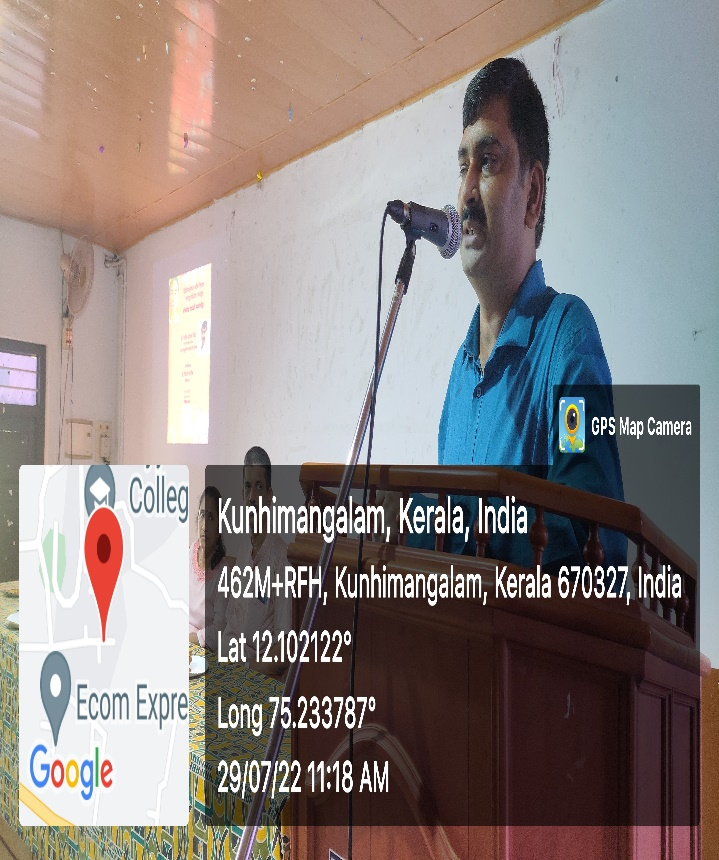 GPS Map Camera
Colleg
Ecom Expre
Google
Kunhimangalam, Kerala, India
462M+RFH, Kunhimangalam, Kerala 670327, India
Lat 12.102122°
Long 75.233787°
29/07/22 11:18 AM